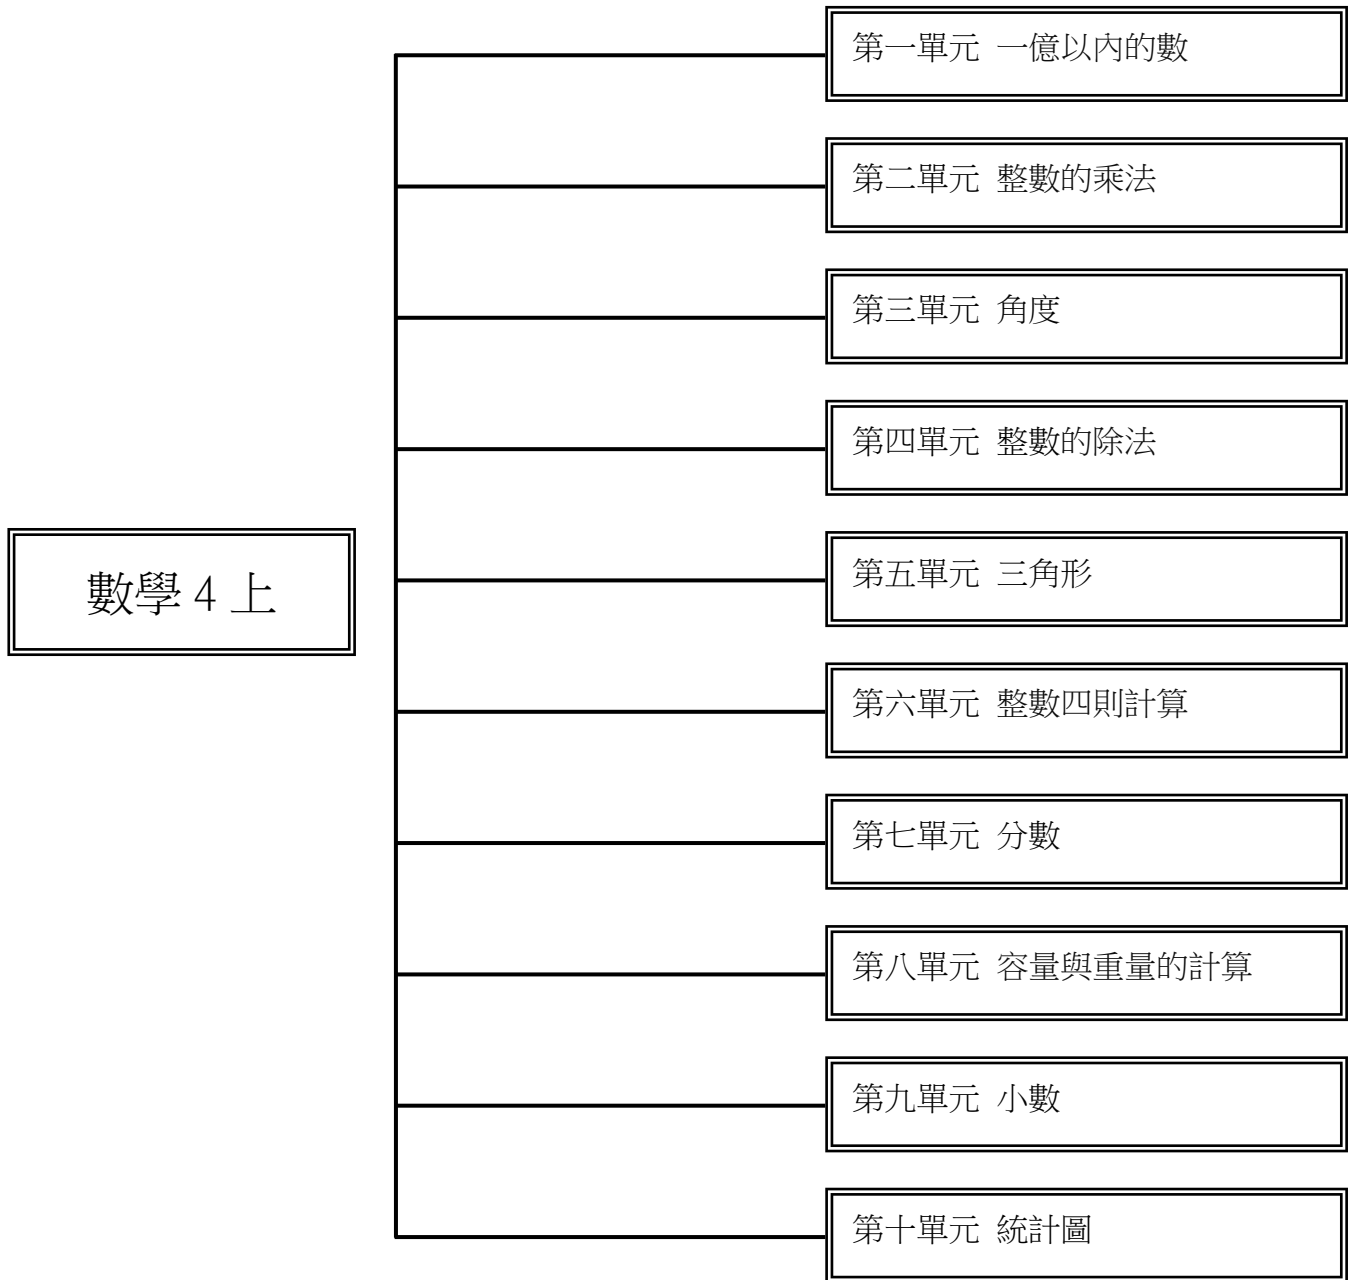 數學 4 上
第一單元 一億以內的數
第二單元 整數的乘法
第三單元 角度
第四單元 整數的除法
第五單元 三角形
第六單元 整數四則計算
第七單元 分數
第八單元 容量與重量的計算
第九單元 小數
第十單元 統計圖